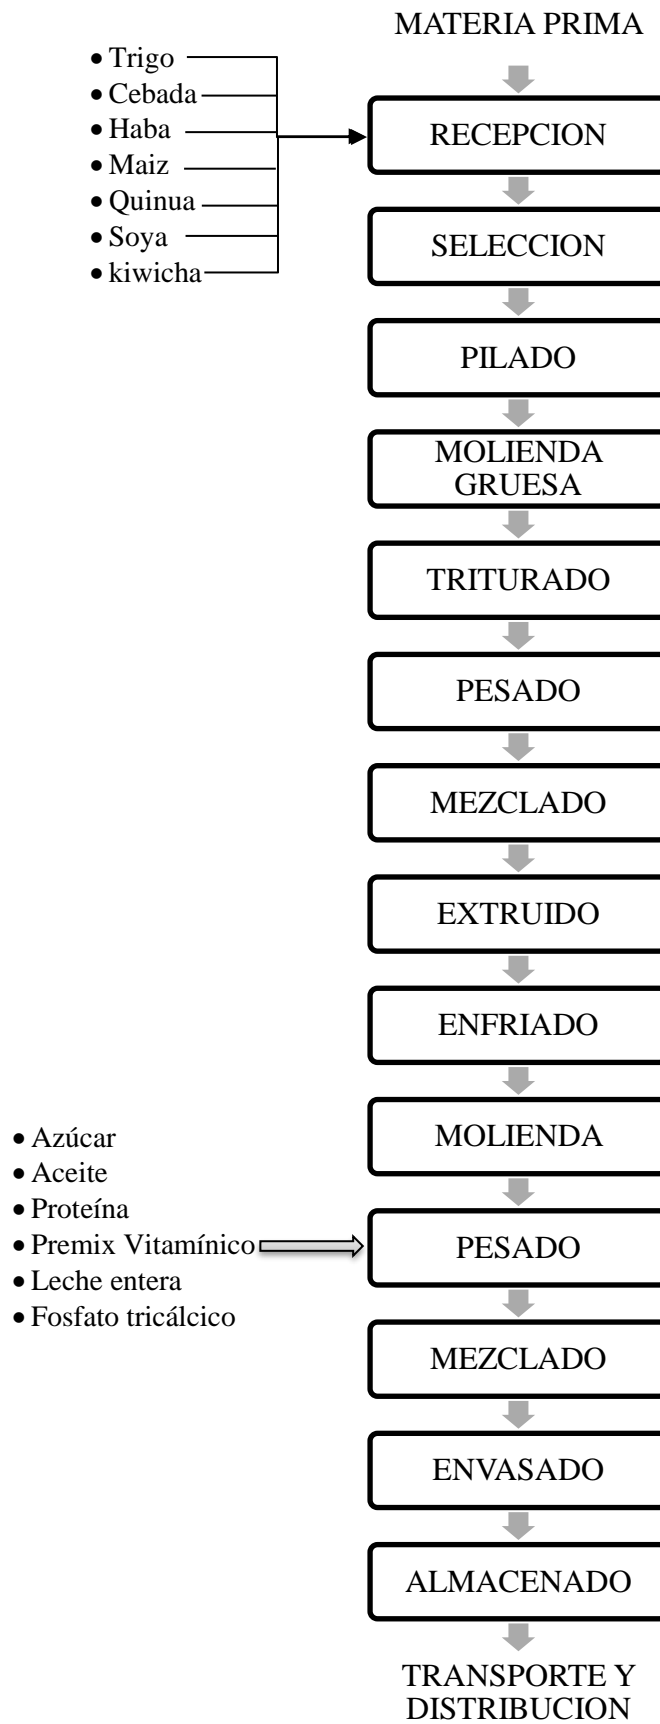 MATERIA PRIMA
• Trigo
• Cebada
• Haba
• Maiz
• Quinua
• Soya
• kiwicha
RECEPCION
SELECCION
PILADO
MOLIENDA
GRUESA
TRITURADO
PESADO
MEZCLADO
EXTRUIDO
ENFRIADO
MOLIENDA
• Azúcar
• Aceite
• Proteína
• Premix Vitamínico
• Leche entera
• Fosfato tricálcico
PESADO
MEZCLADO
ENVASADO
ALMACENADO
TRANSPORTE Y
DISTRIBUCION